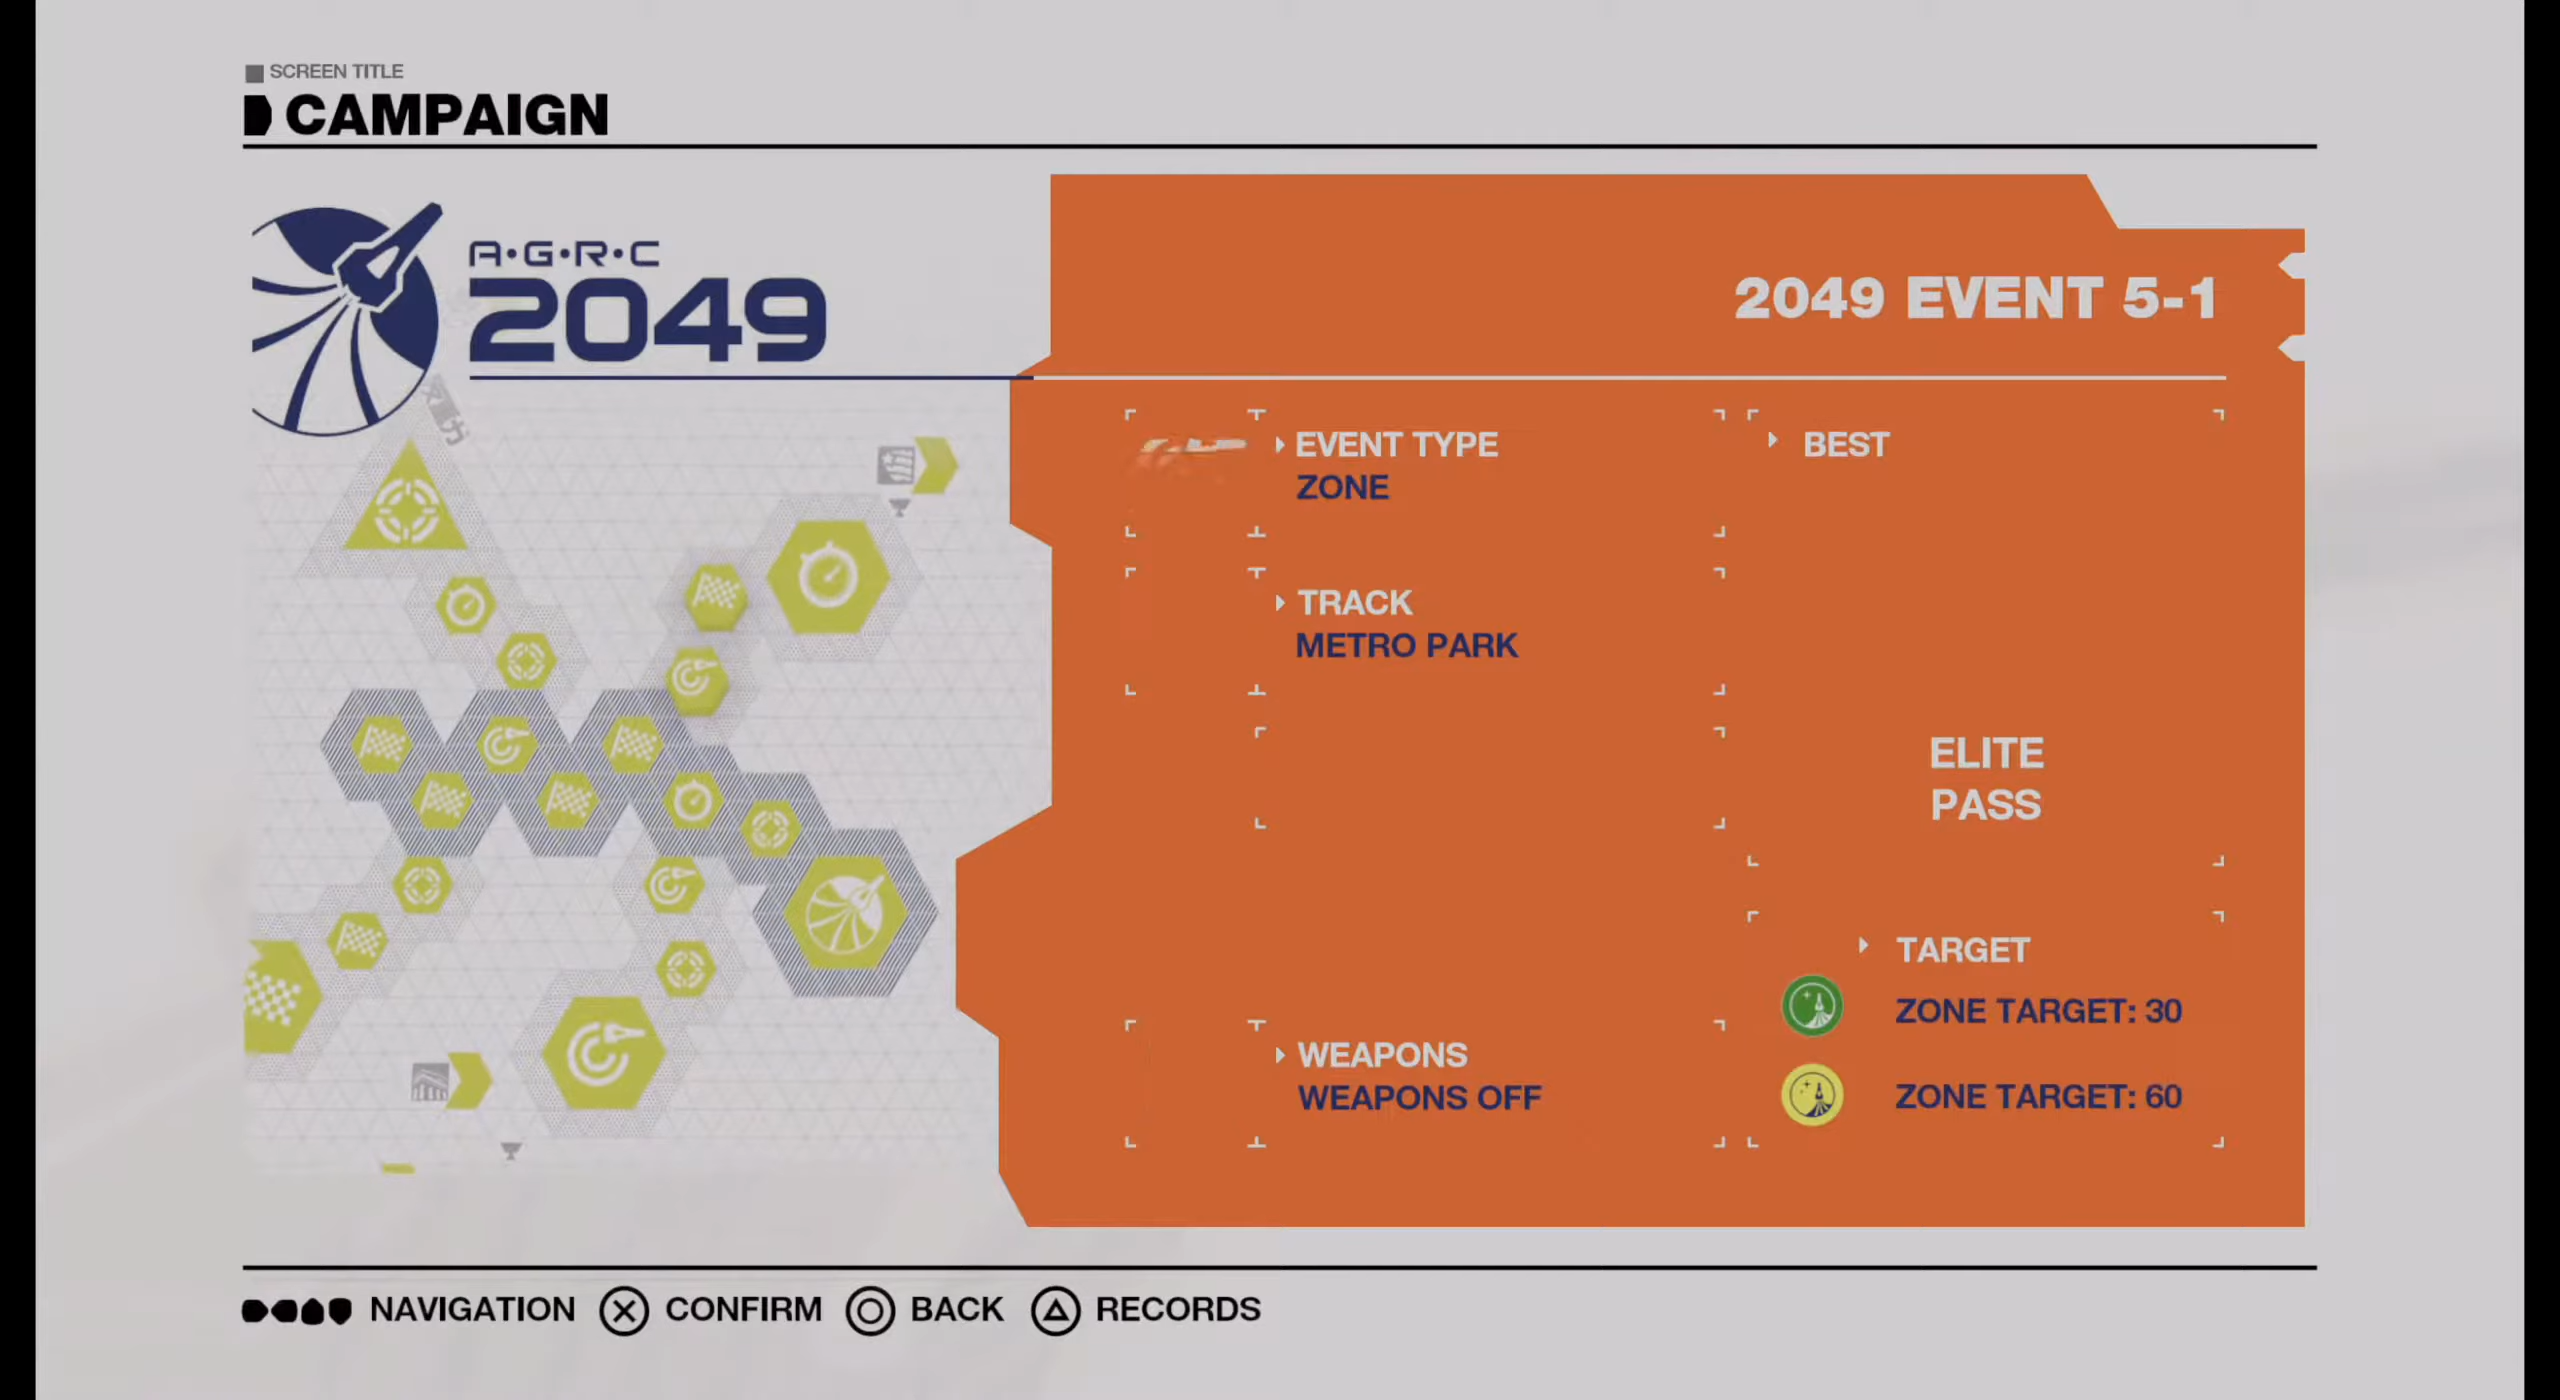 SCREEN TITLE
CAMPAIGN
A·G·R·C
2049
2049 EVENT 5-1
EVENT TYPE
ZONE
BEST
TRACK
METRO PARK
ELITE
PASS
TARGET
ZONE TARGET: 30
WEAPONS
WEAPONS OFF
ZONE TARGET: 60
NAVIGATION
CONFIRM
BACK
RECORDS